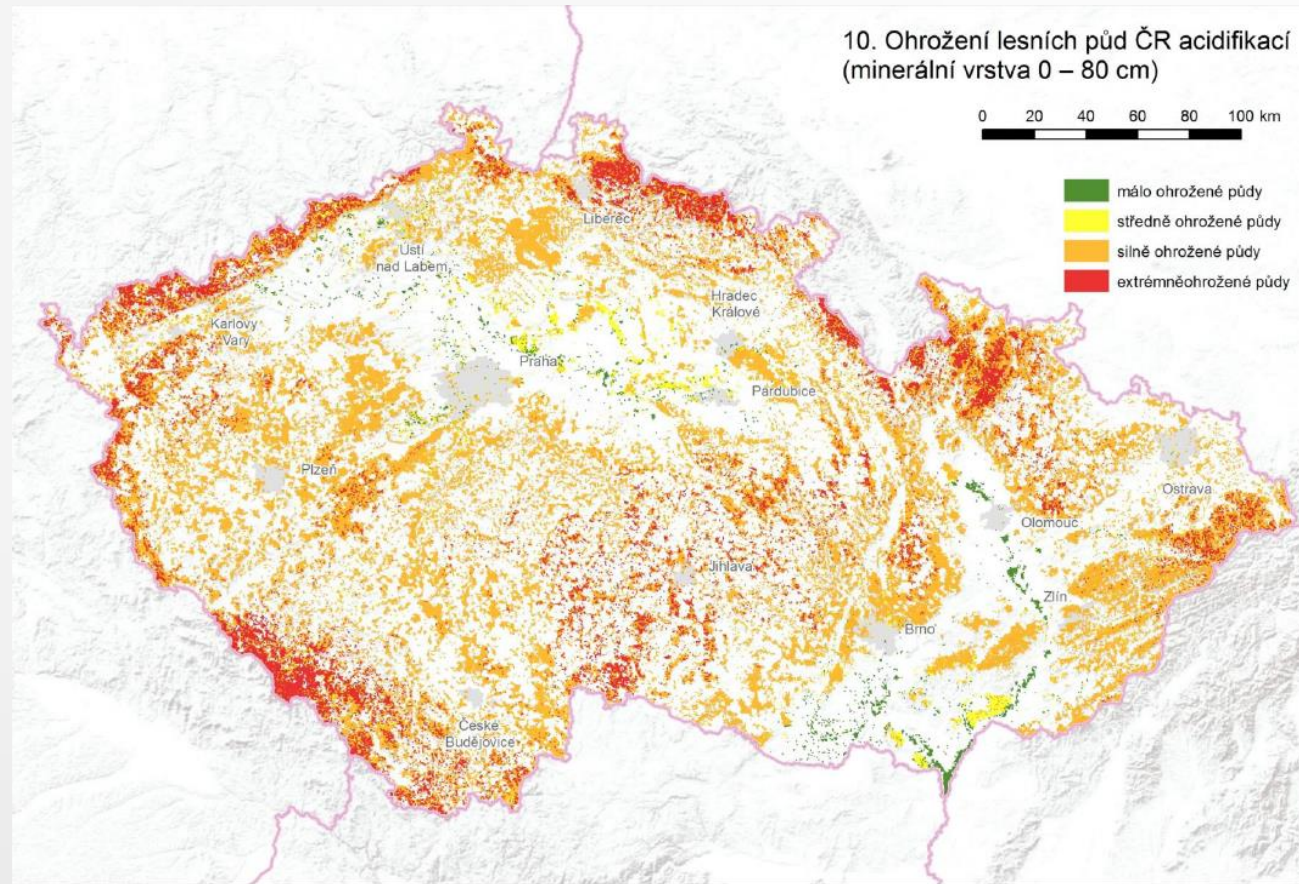 10. Ohrožení lesních půd ČR acidifikací
(minerální vrstva 0 – 80 cm)
0 20 40 60 80 100 km
málo ohrožené půdy
středně ohrožené půdy
silně ohrožené půdy
extrémněohrožené půdy
Liberec
Ústí
nad Labem
Karlovy
Vary
Hradec
Králové
Praha
Pardubice
Plzeň
Ostrava
Olomouc
Jihlava
Zlín
Brno
České
Budějovice